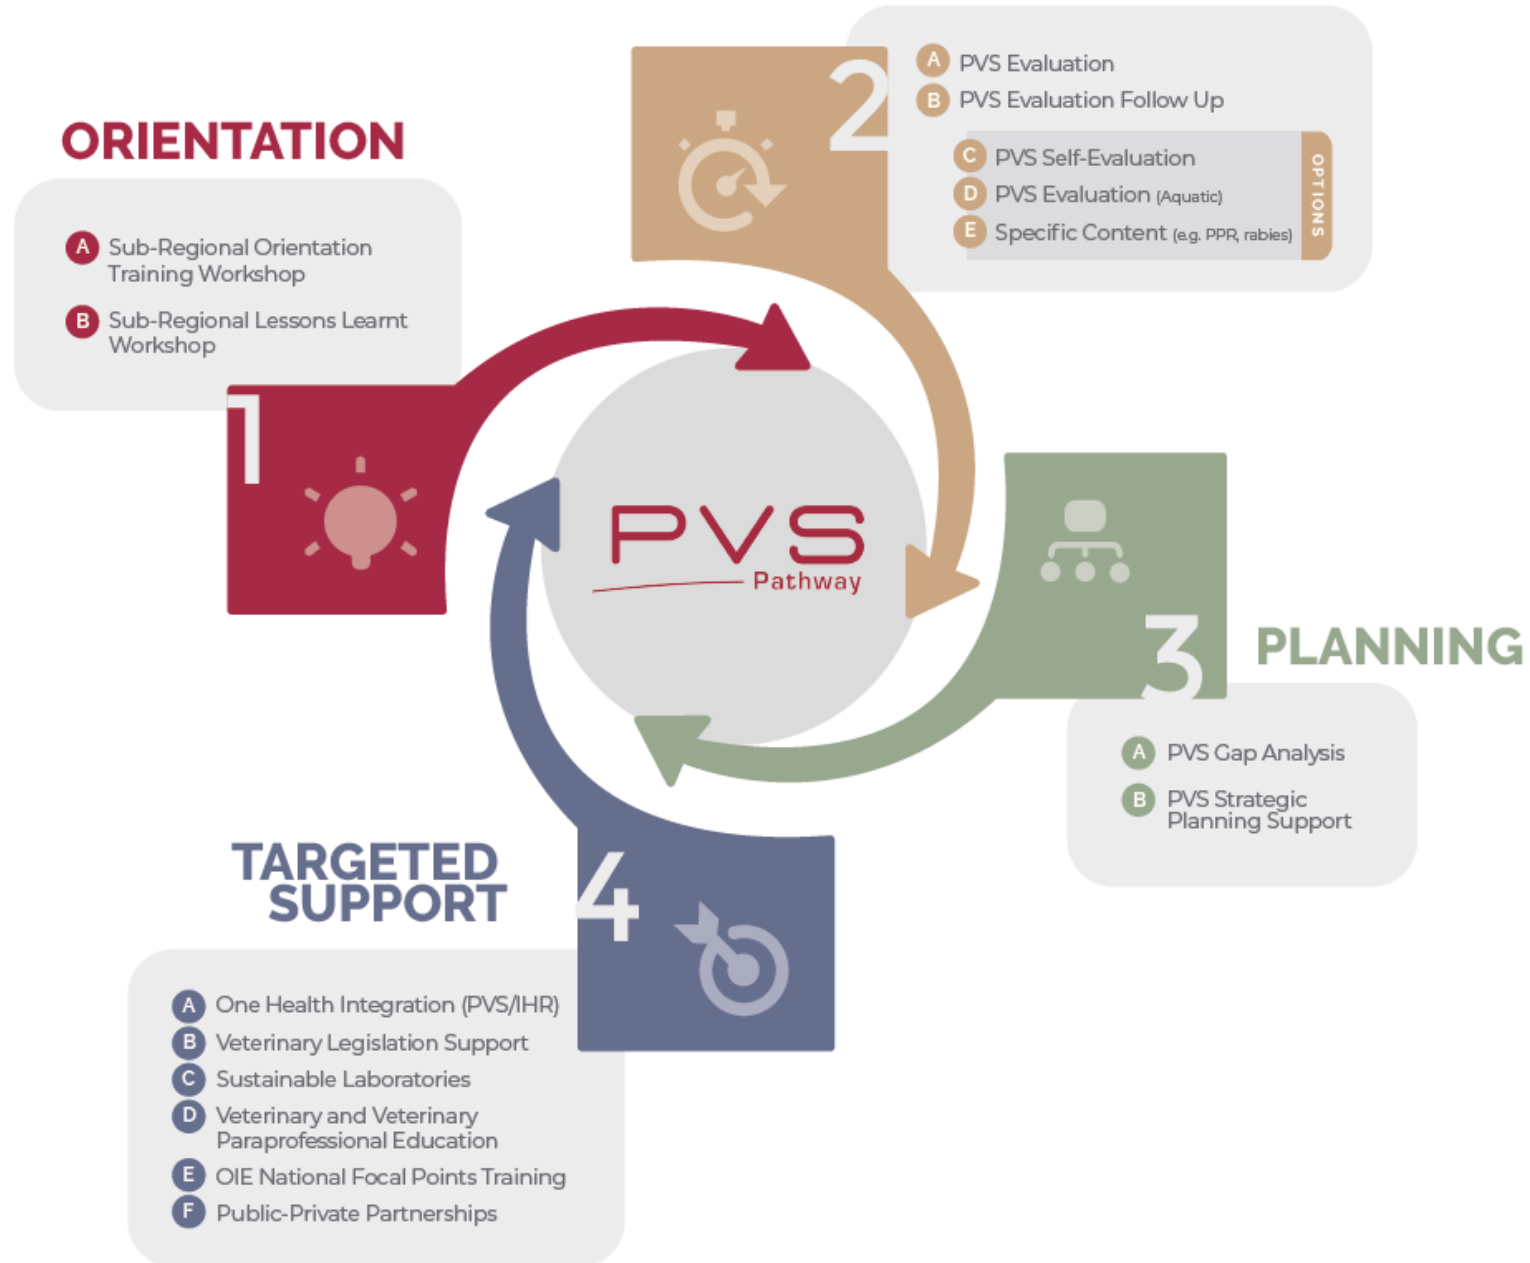 ORIENTATION
A Sub-Regional Orientation
Training Workshop
B Sub-Regional Lessons Learnt
Workshop
1
2
A PVS Evaluation
B PVS Evaluation Follow Up
C PVS Self-Evaluation
D PVS Evaluation (Aquatic)
E Specific Content (e.g. PPR, rabies)
OPTIONS
PVS
Pathway
3
PLANNING
A PVS Gap Analysis
B PVS Strategic
Planning Support
TARGETED
SUPPORT
4
A One Health Integration (PVS/IHR)
B Veterinary Legislation Support
C Sustainable Laboratories
D Veterinary and Veterinary
Paraprofessional Education
E OIE National Focal Points Training
F Public-Private Partnerships